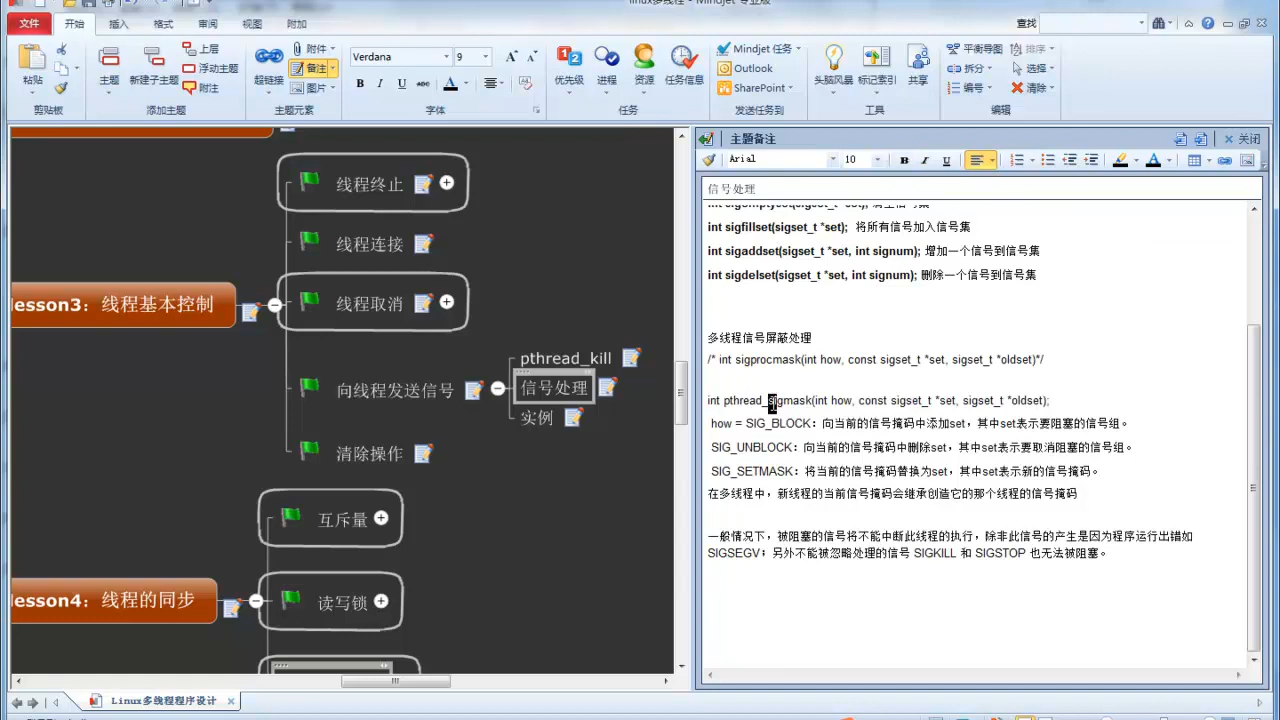 linux多线程 - Mindjet 专业版
文件 开始 插入 格式 审阅 视图 附加 查找
粘贴
剪贴板
主题 新建子主题 上层 浮动主题 附注
添加主题
超链接 附件 备注 图片
主题元素
Verdana 9
B I U abc A
字体
优先级 进程 资源 任务信息
任务
Mindjet 任务
Outlook
SharePoint
发送任务到
头脑风暴 标记索引 共享
工具
平衡导图 排序
拆分 选择
编号 清除
编辑
线程终止
线程连接
lesson3：线程基本控制
线程取消
pthread_kill
向线程发送信号
信号处理
实例
清除操作
互斥量
lesson4：线程的同步
读写锁
主题备注 关闭
Arial 10 B I U
信号处理
int sigfillset(sigset_t *set); 将所有信号加入信号集
int sigaddset(sigset_t *set, int signum); 增加一个信号到信号集
int sigdelset(sigset_t *set, int signum); 删除一个信号到信号集
多线程信号屏蔽处理
/* int sigprocmask(int how, const sigset_t *set, sigset_t *oldset)*/
int pthread_sigmask(int how, const sigset_t *set, sigset_t *oldset);
how = SIG_BLOCK：向当前的信号掩码中添加set，其中set表示要阻塞的信号组。
SIG_UNBLOCK：向当前的信号掩码中删除set，其中set表示要取消阻塞的信号组。
SIG_SETMASK：将当前的信号掩码替换为set，其中set表示新的信号掩码。
在多线程中，新线程的当前信号掩码会继承创造它的那个线程的信号掩码
一般情况下，被阻塞的信号将不能中断此线程的执行，除非此信号的产生是因为程序运行出错如
SIGSEGV；另外不能被忽略处理的信号 SIGKILL 和 SIGSTOP 也无法被阻塞。
Linux多线程程序设计